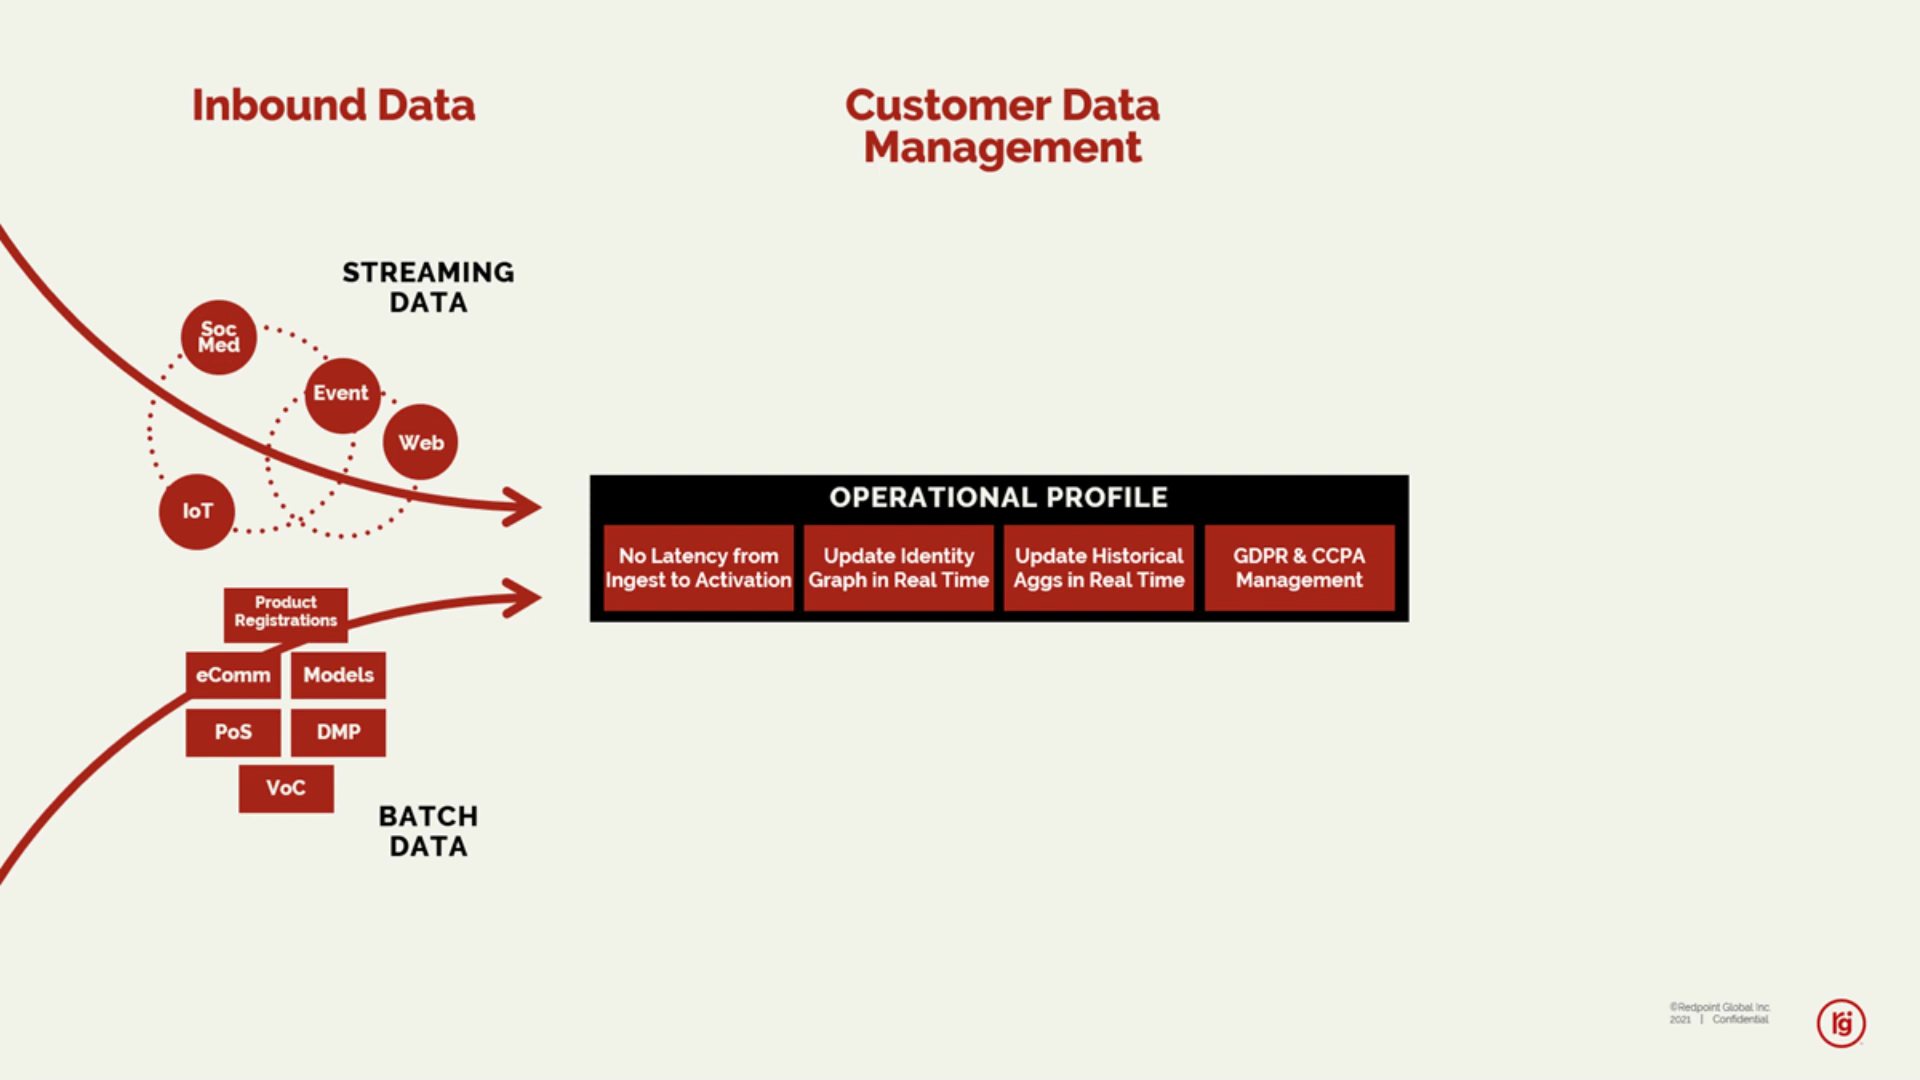 Inbound Data
Customer Data
Management
STREAMING
DATA
Soc
Med
Event
Web
IoT
Product
Registrations
eComm
Models
PoS
DMP
VoC
BATCH
DATA
OPERATIONAL PROFILE
No Latency from
Ingest to Activation
Update Identity
Graph in Real Time
Update Historical
Aggs in Real Time
GDPR & CCPA
Management
©Redpoint Global Inc.
2021 | Confidential
rg